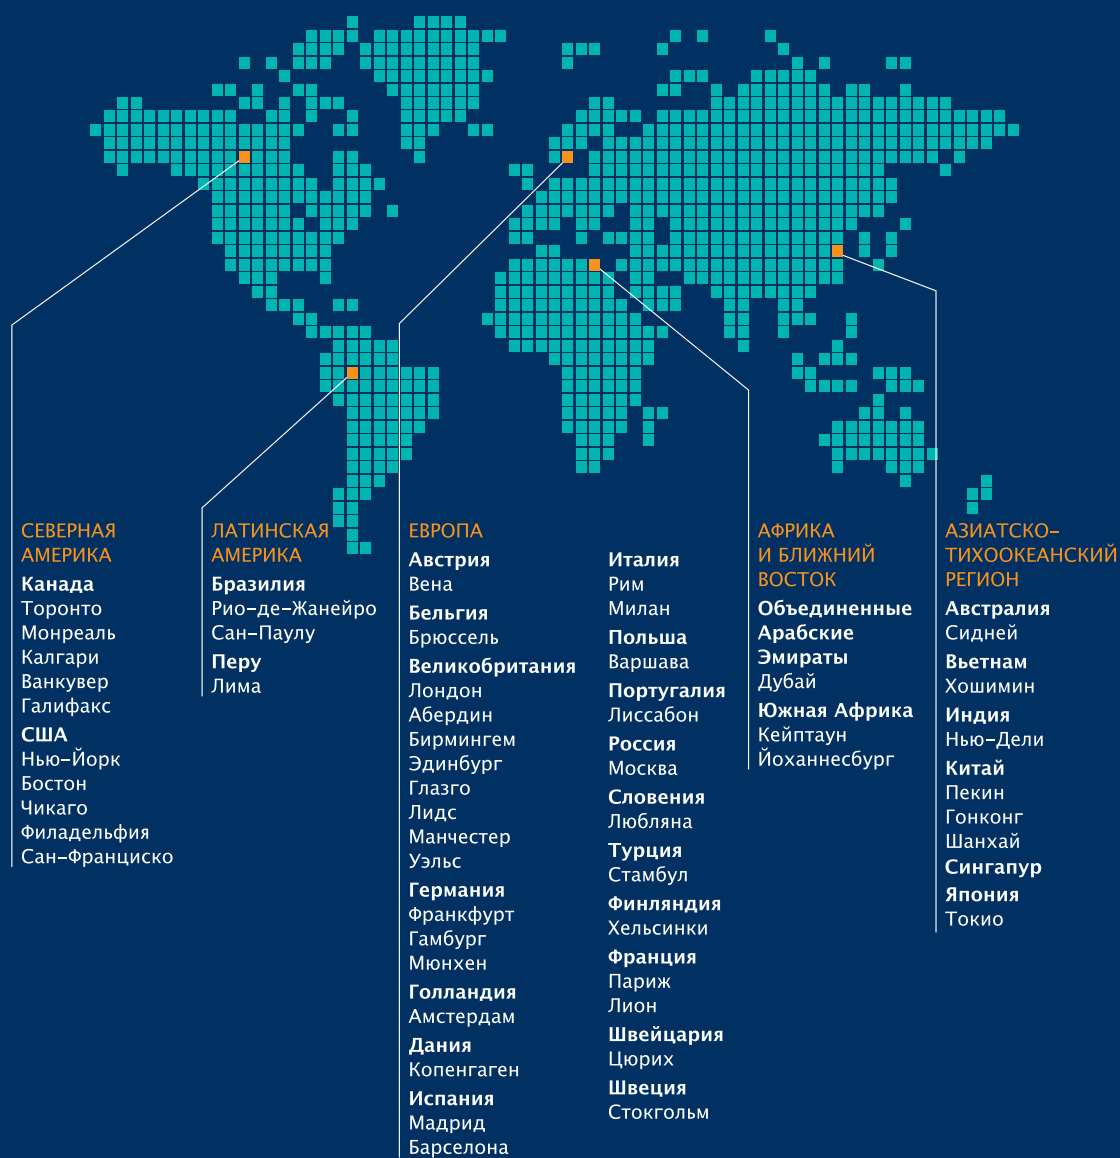 СЕВЕРНАЯ
АМЕРИКА
Канада
Торонто
Монреаль
Калгари
Ванкувер
Галифакс
США
Нью-Йорк
Бостон
Чикаго
Филадельфия
Сан-Франциско
ЛАТИНСКАЯ
АМЕРИКА
Бразилия
Рио-де-Жанейро
Сан-Паулу
Перу
Лима
ЕВРОПА
Австрия
Вена
Бельгия
Брюссель
Великобритания
Лондон
Абердин
Бирмингем
Эдинбург
Глазго
Лидс
Манчестер
Уэльс
Германия
Франкфурт
Гамбург
Мюнхен
Голландия
Амстердам
Дания
Копенгаген
Испания
Мадрид
Барселона
Италия
Рим
Милан
Польша
Варшава
Португалия
Лиссабон
Россия
Москва
Словения
Любляна
Турция
Стамбул
Финляндия
Хельсинки
Франция
Париж
Лион
Швейцария
Цюрих
Швеция
Стокгольм
АФРИКА
И БЛИЖНИЙ
ВОСТОК
Объединенные
Арабские
Эмираты
Дубай
Южная Африка
Кейптаун
Йоханнесбург
АЗИАТСКО-
ТИХООКЕАНСКИЙ
РЕГИОН
Австралия
Сидней
Вьетнам
Хошимин
Индия
Нью-Дели
Китай
Пекин
Гонконг
Шанхай
Сингапур
Япония
Токио